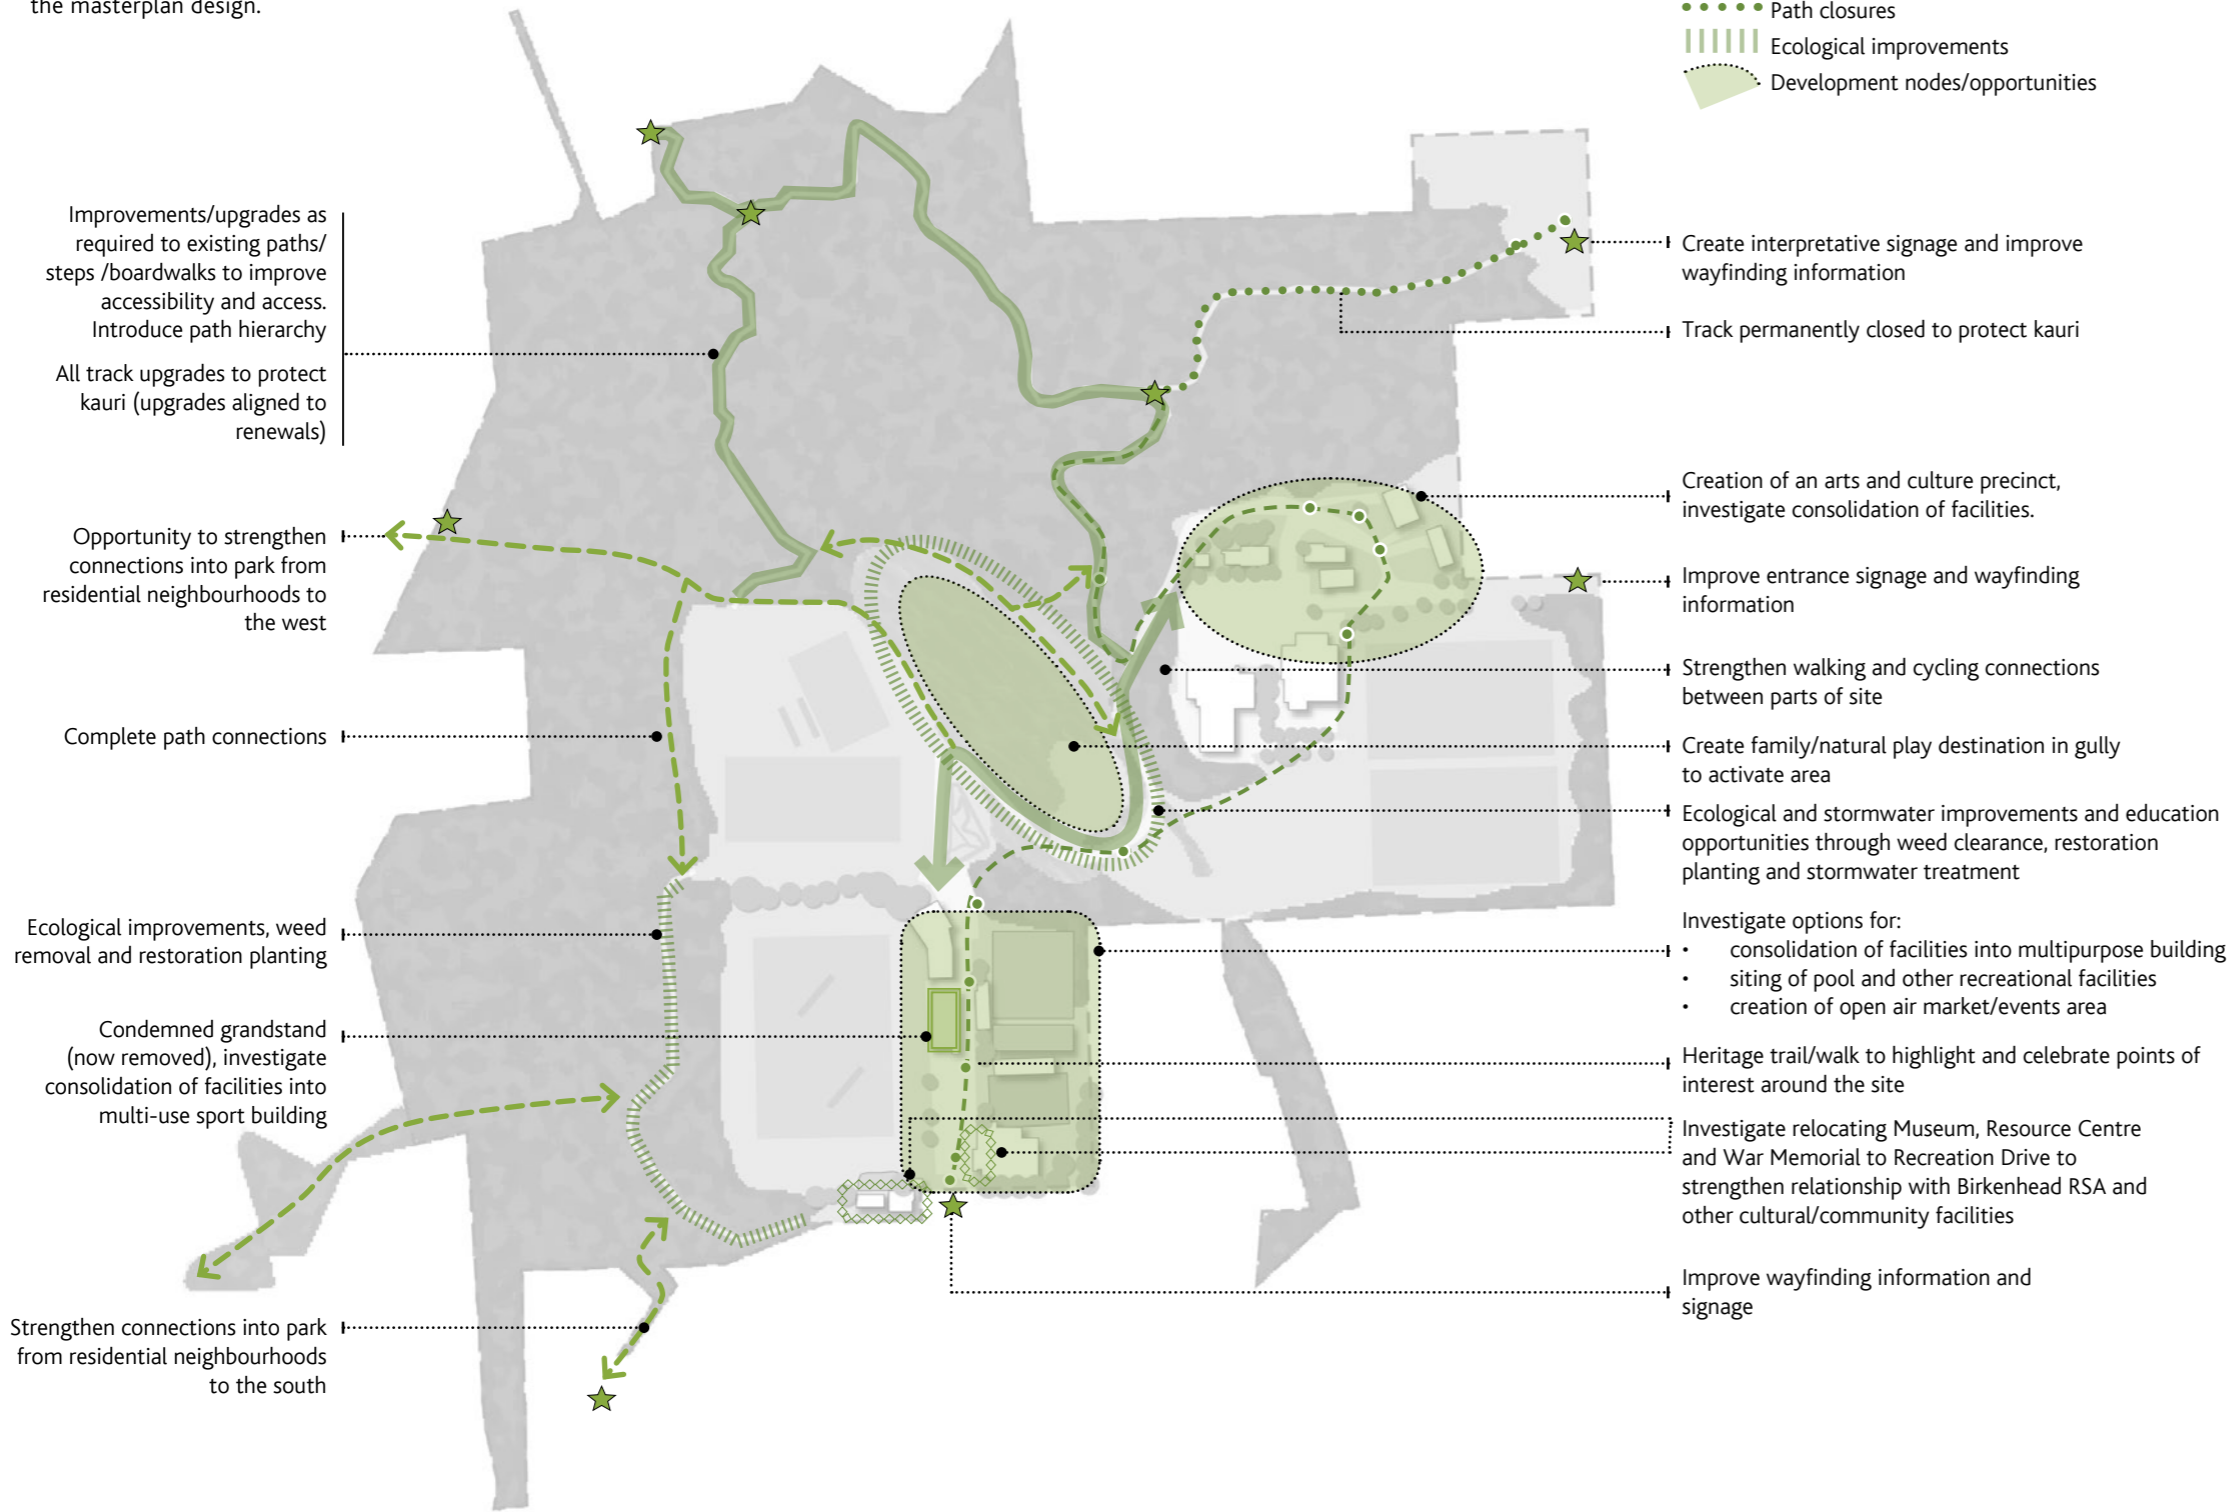 the masterplan design.
Path closures
Ecological improvements
Development nodes/opportunities
Improvements/upgrades as
required to existing paths/
steps /boardwalks to improve
accessibility and access.
Introduce path hierarchy
All track upgrades to protect
kauri (upgrades aligned to
renewals)
Opportunity to strengthen
connections into park from
residential neighbourhoods to
the west
Complete path connections
Ecological improvements, weed
removal and restoration planting
Condemned grandstand
(now removed), investigate
consolidation of facilities into
multi-use sport building
Strengthen connections into park
from residential neighbourhoods
to the south
Create interpretative signage and improve
wayfinding information
Track permanently closed to protect kauri
Creation of an arts and culture precinct,
investigate consolidation of facilities.
Improve entrance signage and wayfinding
information
Strengthen walking and cycling connections
between parts of site
Create family/natural play destination in gully
to activate area
Ecological and stormwater improvements and education
opportunities through weed clearance, restoration
planting and stormwater treatment
Investigate options for:
• consolidation of facilities into multipurpose building
• siting of pool and other recreational facilities
• creation of open air market/events area
Heritage trail/walk to highlight and celebrate points of
interest around the site
Investigate relocating Museum, Resource Centre
and War Memorial to Recreation Drive to
strengthen relationship with Birkenhead RSA and
other cultural/community facilities
Improve wayfinding information and
signage